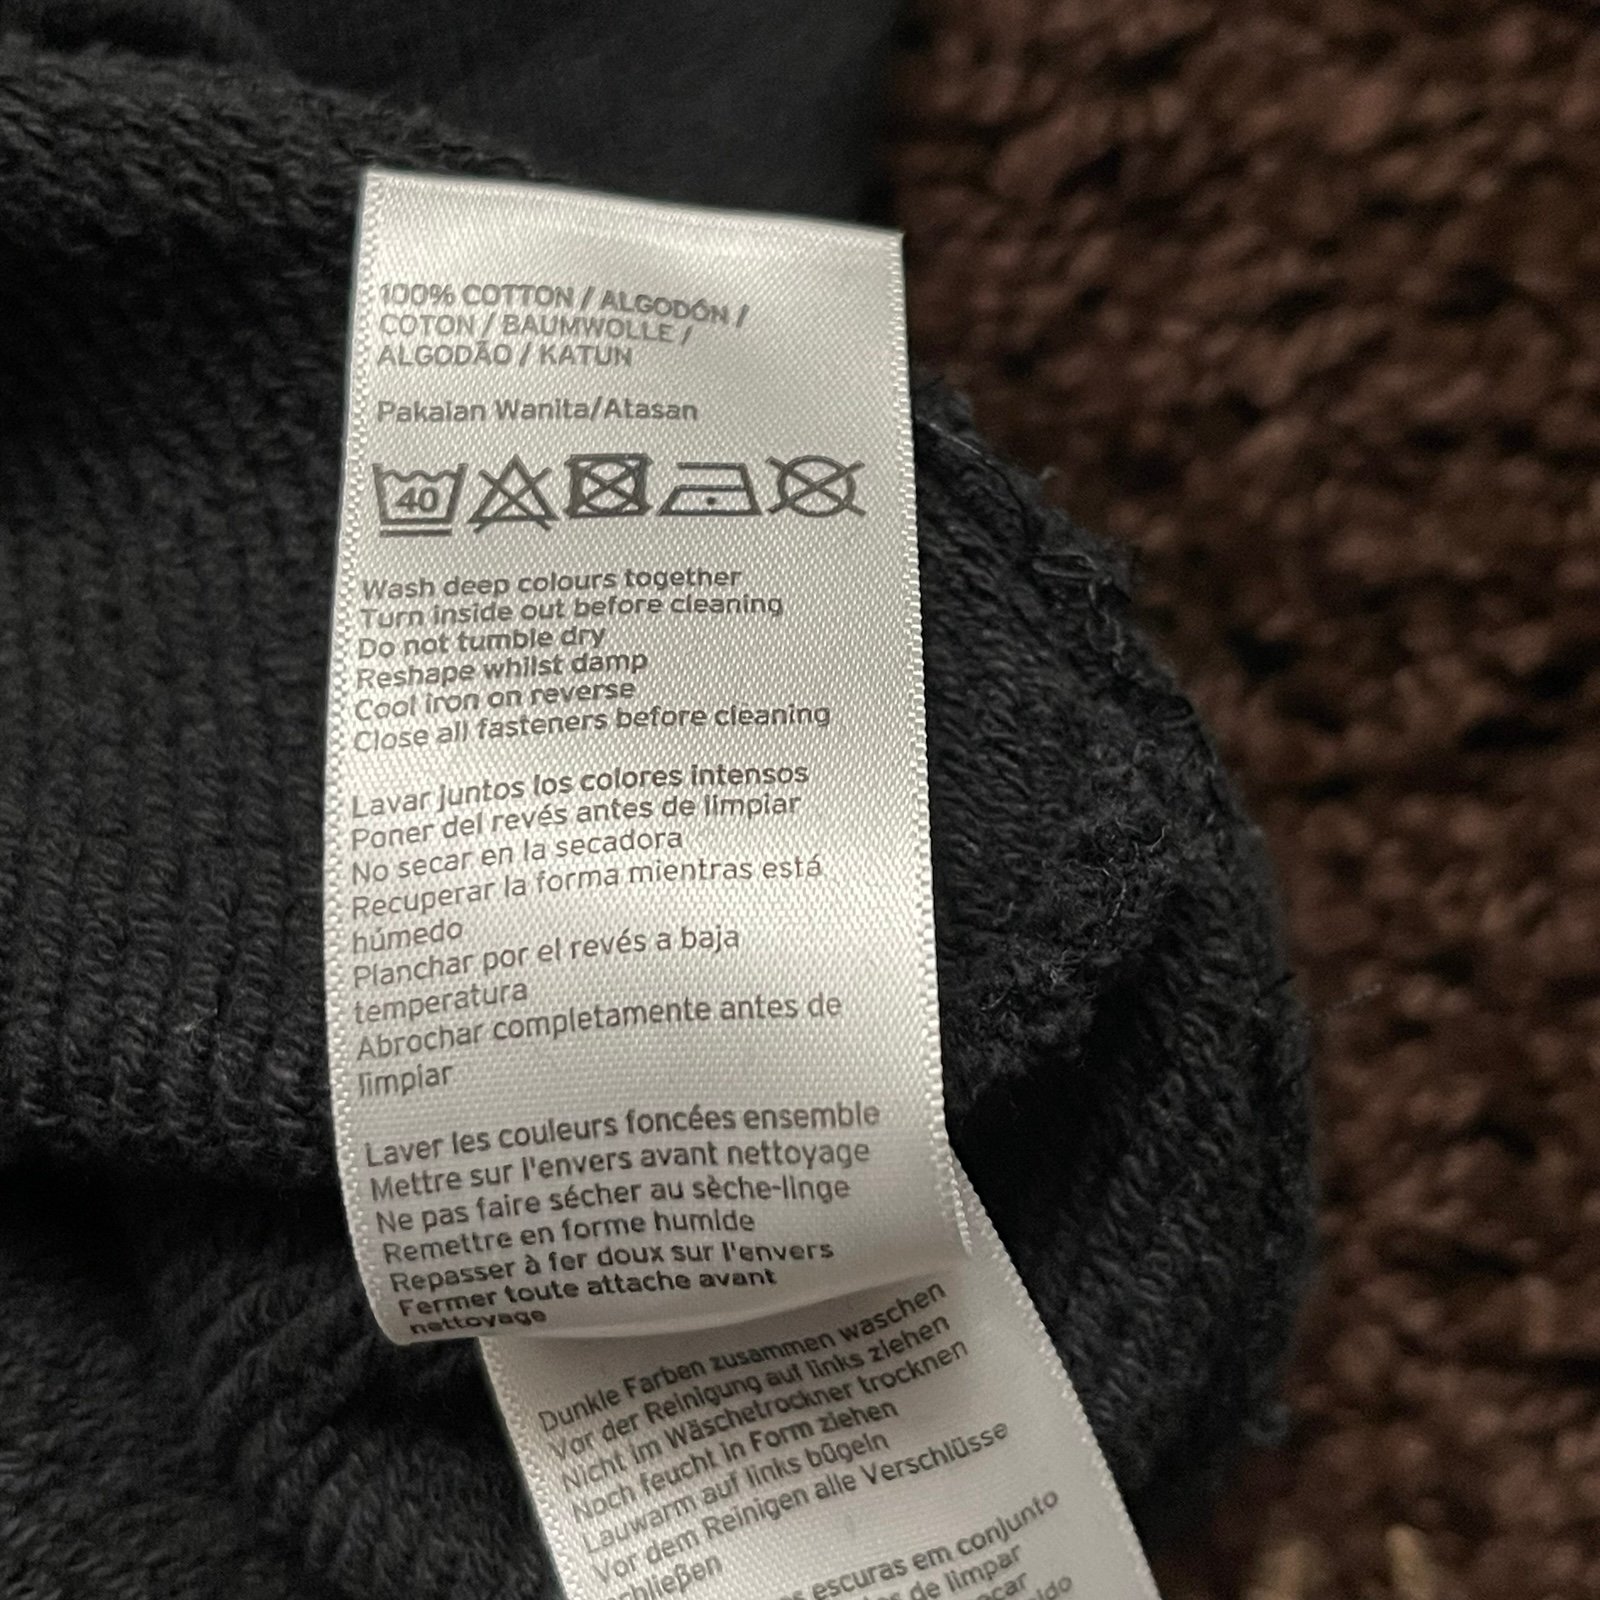 100% COTTON / ALGODÓN /
COTON / BAUMWOLLE /
ALGODÃO / KATUN
Pakaian Wanita/Atasan
40
Wash deep colours together
Turn inside out before cleaning
Do not tumble dry
Reshape whilst damp
Cool iron on reverse
Close all fasteners before cleaning
Lavar juntos los colores intensos
Poner del revés antes de limpiar
No secar en la secadora
Recuperar la forma mientras está
húmedo
Planchar por el revés a baja
temperatura
Abrochar completamente antes de
limpiar
Laver les couleurs foncées ensemble
Mettre sur l'envers avant nettoyage
Ne pas faire sécher au sèche-linge
Remettre en forme humide
Repasser à fer doux sur l'envers
Fermer toute attache avant
nettoyage
Dunkle Farben zusammen waschen
Vor der Reinigung auf links ziehen
Nicht im Wäschetrockner trocknen
Noch feucht in Form ziehen
Lauwarm auf links bügeln
Vor dem Reinigen alle Verschlüsse
escuras em conjunto
de limpar